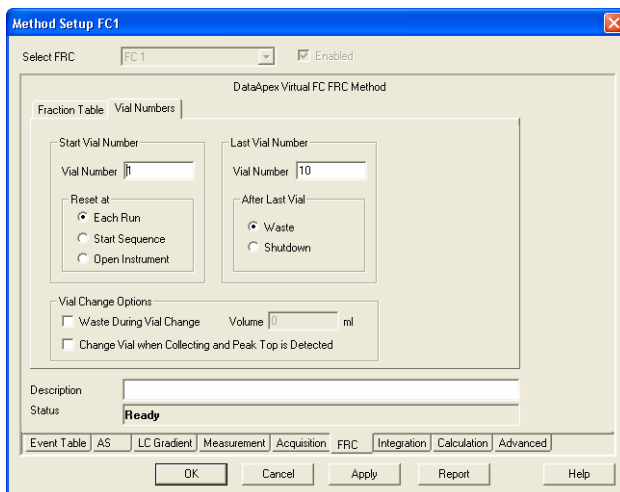 Method Setup FC1
Select FRC FC 1 Enabled
DataApex Virtual FC FRC Method
Fraction Table Vial Numbers
Start Vial Number Last Vial Number
Vial Number 1 Vial Number 10
Reset at After Last Vial
Each Run Waste
Start Sequence Shutdown
Open Instrument
Vial Change Options
Waste During Vial Change Volume 0 ml
Change Vial when Collecting and Peak Top is Detected
Description
Status Ready
Event Table AS LC Gradient Measurement Acquisition FRC Integration Calculation Advanced
OK Cancel Apply Report Help